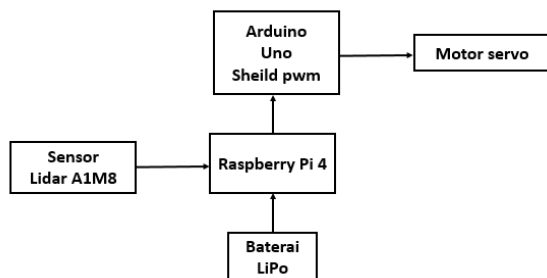 Arduino
Uno
Sheild pwm
Motor servo
Sensor
Lidar A1M8
Raspberry Pi 4
Baterai
LiPo